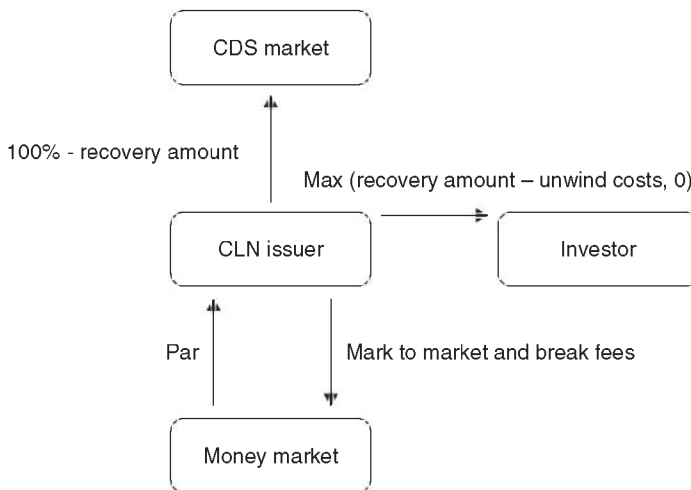 CDS market
100% - recovery amount
Max (recovery amount – unwind costs, 0)
CLN issuer
Investor
Par
Mark to market and break fees
Money market